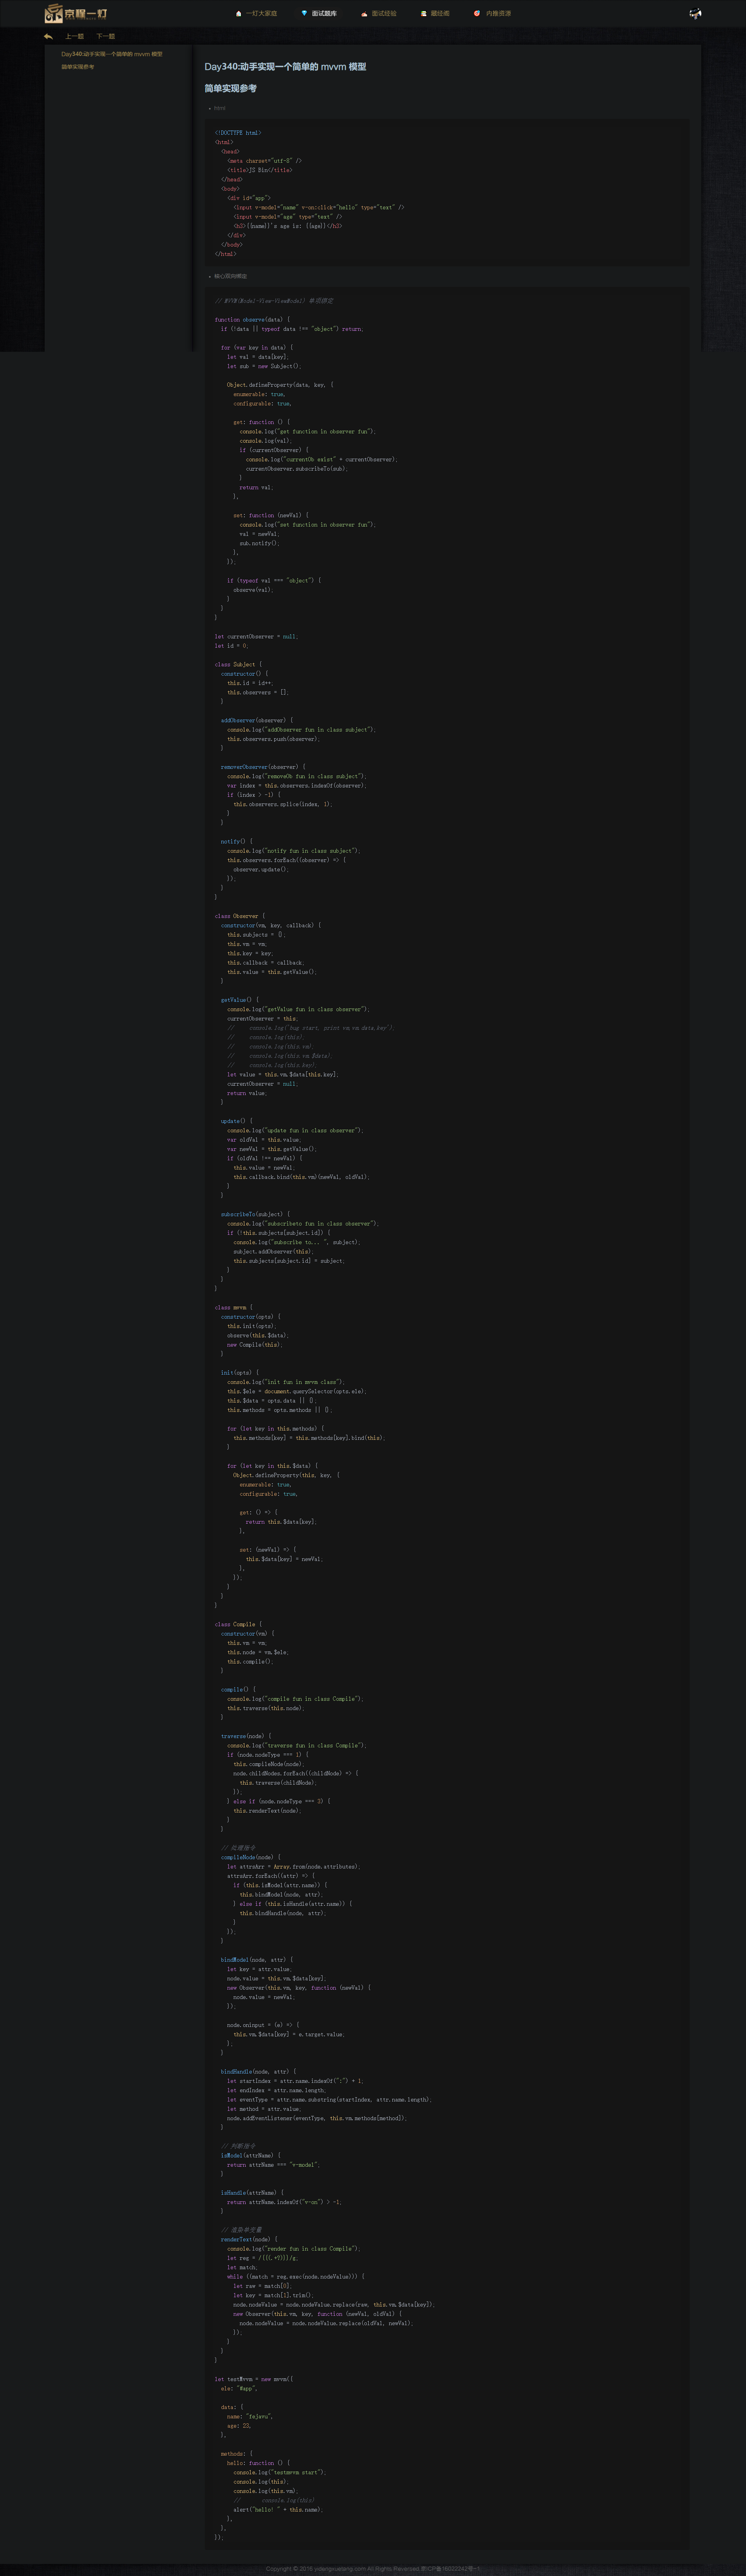 京程一灯
一灯大家庭 面试题库 面试经验 藏经阁 内推资源
上一题 下一题
Day340:动手实现一个简单的 mvvm 模型
简单实现参考
Day340:动手实现一个简单的 mvvm 模型
简单实现参考
html
<!DOCTYPE html>
<html>
<head>
<meta charset="utf-8" />
<title>JS Bin</title>
</head>
<body>
<div id="app">
<input v-model="name" v-on:click="hello" type="text" />
<input v-model="age" type="text" />
<h3>{{name}}'s age is: {{age}}</h3>
</div>
</body>
</html>
核心双向绑定
// MVVM(Model-View-ViewModel) 单项绑定
function observe(data) {
if (!data || typeof data !== "object") return;
for (var key in data) {
let val = data[key];
let sub = new Subject();
Object.defineProperty(data, key, {
enumerable: true,
configurable: true,
get: function () {
console.log("get function in observer fun");
console.log(val);
if (currentObserver) {
console.log("currentOb exist" + currentObserver);
currentObserver.subscribeTo(sub);
}
return val;
},
set: function (newVal) {
console.log("set function in observer fun");
val = newVal;
sub.notify();
},
});
if (typeof val === "object") {
observe(val);
}
}
}
let currentObserver = null;
let id = 0;
class Subject {
constructor() {
this.id = id++;
this.observers = [];
}
addObserver(observer) {
console.log("addObserver fun in class subject");
this.observers.push(observer);
}
removerObserver(observer) {
console.log("removeOb fun in class subject");
var index = this.observers.indexOf(observer);
if (index > -1) {
this.observers.splice(index, 1);
}
}
notify() {
console.log("notify fun in class subject");
this.observers.forEach((observer) => {
observer.update();
});
}
}
class Observer {
constructor(vm, key, callback) {
this.subjects = {};
this.vm = vm;
this.key = key;
this.callback = callback;
this.value = this.getValue();
}
getValue() {
console.log("getValue fun in class observer");
currentObserver = this;
// console.log('bug start, print vm vm.data key');
// console.log(this);
// console.log(this.vm);
// console.log(this.vm.$data);
// console.log(this.key);
let value = this.vm.$data[this.key];
currentObserver = null;
return value;
}
update() {
console.log("update fun in class observer");
var oldVal = this.value;
var newVal = this.getValue();
if (oldVal !== newVal) {
this.value = newVal;
this.callback.bind(this.vm)(newVal, oldVal);
}
}
subscribeTo(subject) {
console.log("subscribeto fun in class observer");
if (!this.subjects[subject.id]) {
console.log("subscribe to... ", subject);
subject.addObserver(this);
this.subjects[subject.id] = subject;
}
}
}
class mvvm {
constructor(opts) {
this.init(opts);
observe(this.$data);
new Compile(this);
}
init(opts) {
console.log("init fun in mvvm class");
this.$ele = document.querySelector(opts.ele);
this.$data = opts.data || {};
this.methods = opts.methods || {};
for (let key in this.methods) {
this.methods[key] = this.methods[key].bind(this);
}
for (let key in this.$data) {
Object.defineProperty(this, key, {
enumerable: true,
configurable: true,
get: () => {
return this.$data[key];
},
set: (newVal) => {
this.$data[key] = newVal;
},
});
}
}
}
class Compile {
constructor(vm) {
this.vm = vm;
this.node = vm.$ele;
this.compile();
}
compile() {
console.log("compile fun in class Compile");
this.traverse(this.node);
}
traverse(node) {
console.log("traverse fun in class Compile");
if (node.nodeType === 1) {
this.compileNode(node);
node.childNodes.forEach((childNode) => {
this.traverse(childNode);
});
} else if (node.nodeType === 3) {
this.renderText(node);
}
}
// 处理指令
compileNode(node) {
let attrsArr = Array.from(node.attributes);
attrsArr.forEach((attr) => {
if (this.isModel(attr.name)) {
this.bindModel(node, attr);
} else if (this.isHandle(attr.name)) {
this.bindHandle(node, attr);
}
});
}
bindModel(node, attr) {
let key = attr.value;
node.value = this.vm.$data[key];
new Observer(this.vm, key, function (newVal) {
node.value = newVal;
});
node.oninput = (e) => {
this.vm.$data[key] = e.target.value;
};
}
bindHandle(node, attr) {
let startIndex = attr.name.indexOf(":") + 1;
let endIndex = attr.name.length;
let eventType = attr.name.substring(startIndex, attr.name.length);
let method = attr.value;
node.addEventListener(eventType, this.vm.methods[method]);
}
// 判断指令
isModel(attrName) {
return attrName === "v-model";
}
isHandle(attrName) {
return attrName.indexOf("v-on") > -1;
}
// 渲染单变量
renderText(node) {
console.log("render fun in class Compile");
let reg = /{{(.+?)}}/g;
let match;
while ((match = reg.exec(node.nodeValue))) {
let raw = match[0];
let key = match[1].trim();
node.nodeValue = node.nodeValue.replace(raw, this.vm.$data[key]);
new Observer(this.vm, key, function (newVal, oldVal) {
node.nodeValue = node.nodeValue.replace(oldVal, newVal);
});
}
}
}
let testMvvm = new mvvm({
ele: "#app",
data: {
name: "fejavu",
age: 23,
},
methods: {
hello: function () {
console.log("testmvvm start");
console.log(this);
console.log(this.vm);
// console.log(this)
alert("hello! " + this.name);
},
},
});
Copyright © 2016 yidengxuetang.com All Rights Reserved.京ICP备16022242号-1